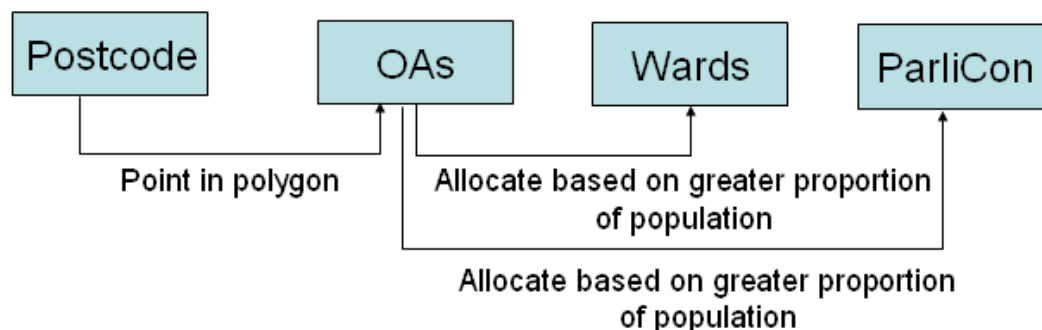 Postcode
OAs
Wards
ParliCon
Point in polygon
Allocate based on greater proportion
of population
Allocate based on greater proportion
of population